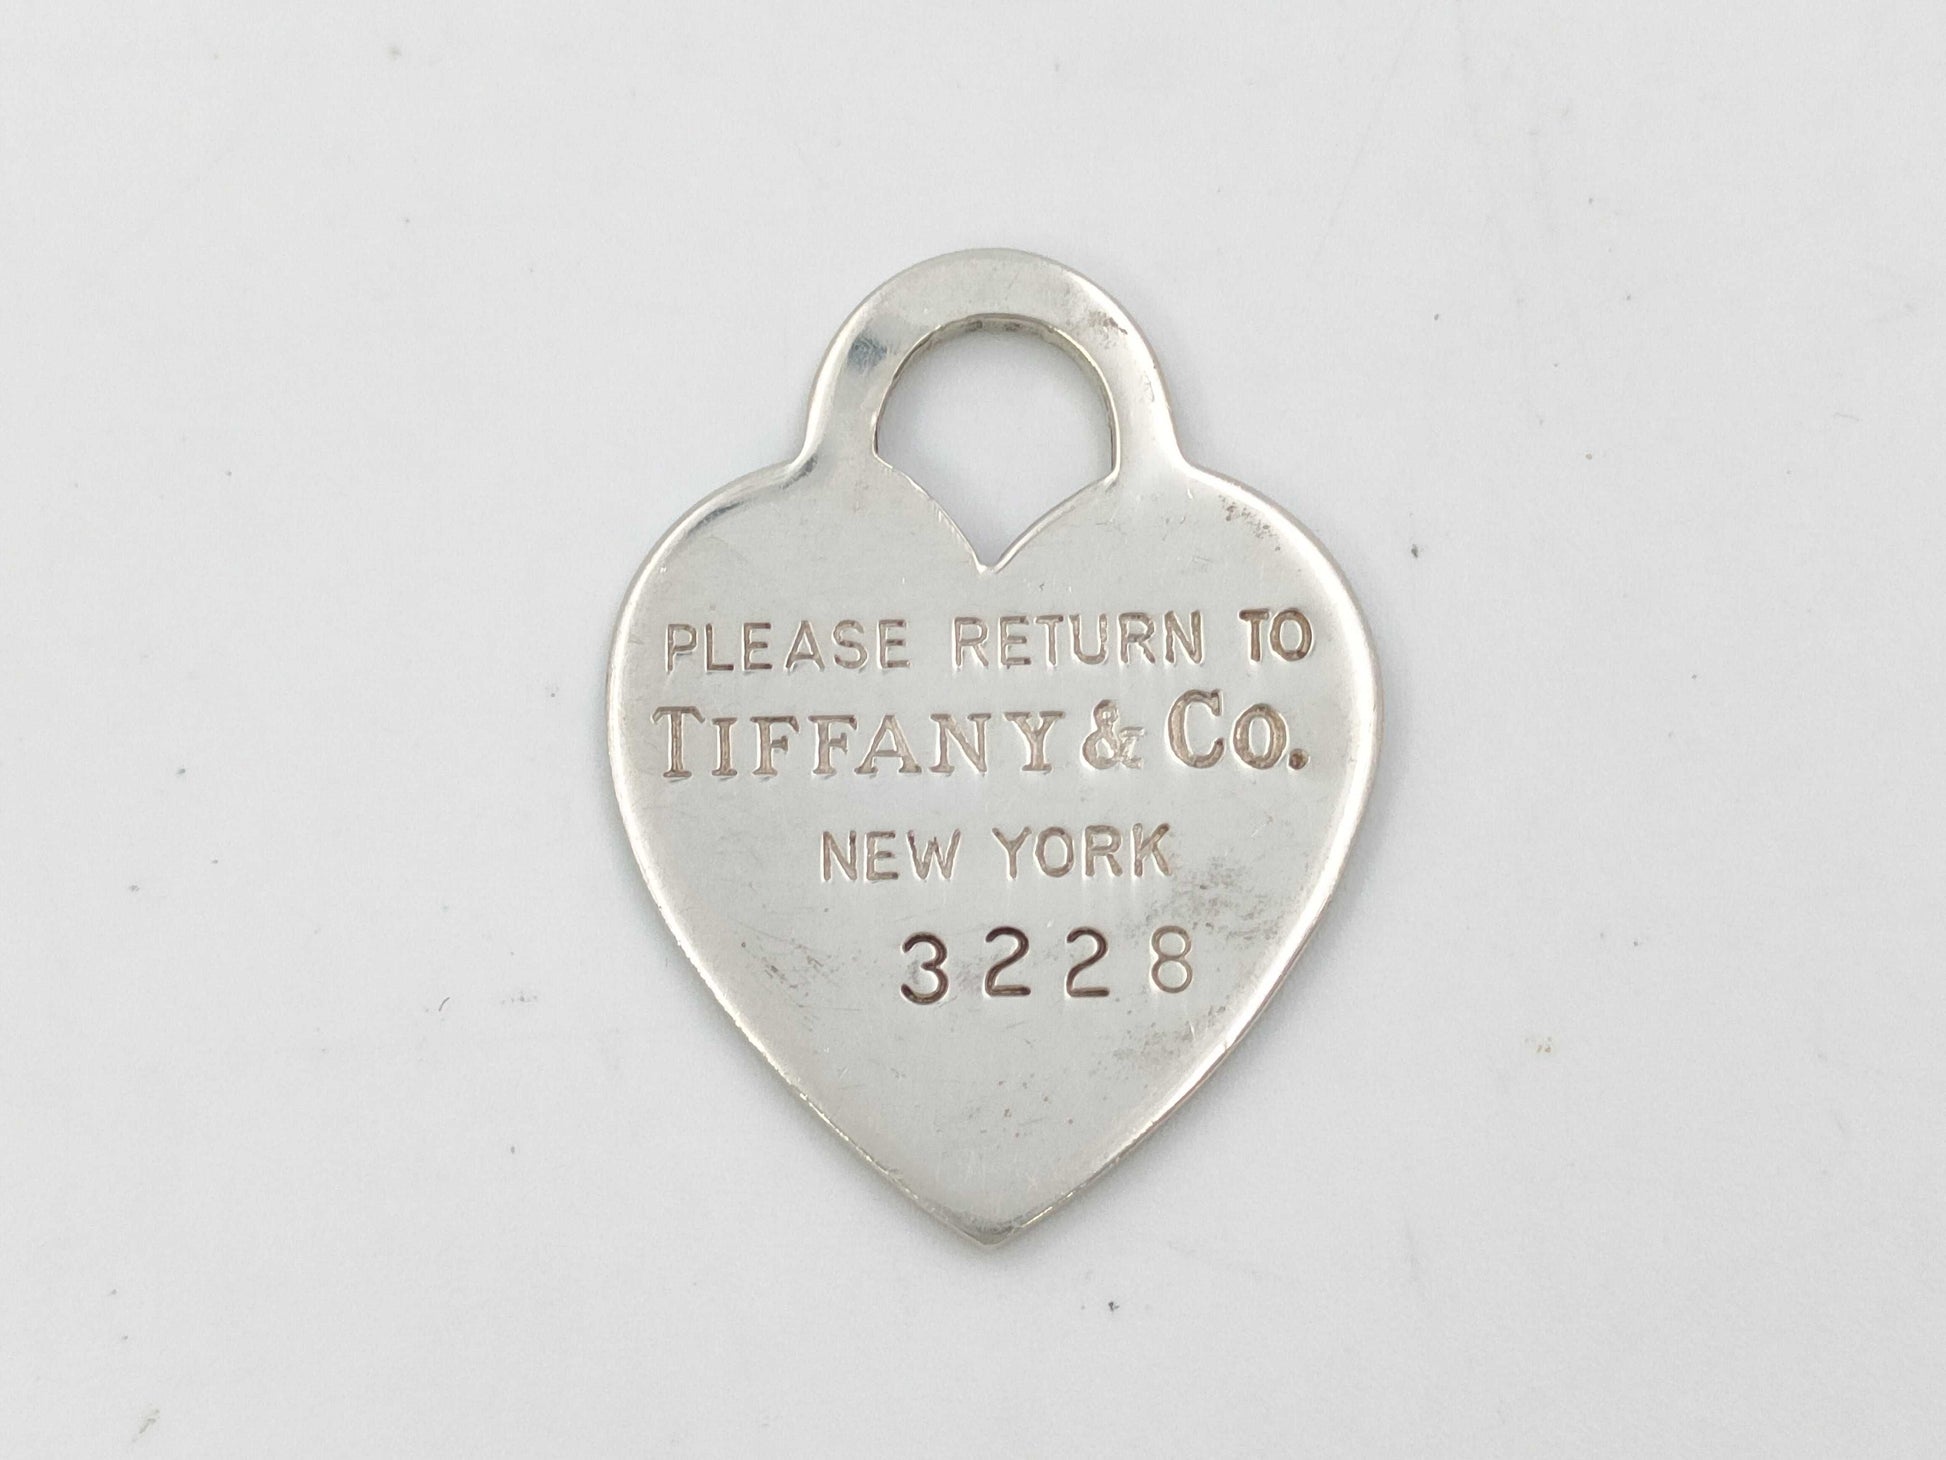 PLEASE RETURN TO
TIFFANY & CO.
NEW YORK
3228